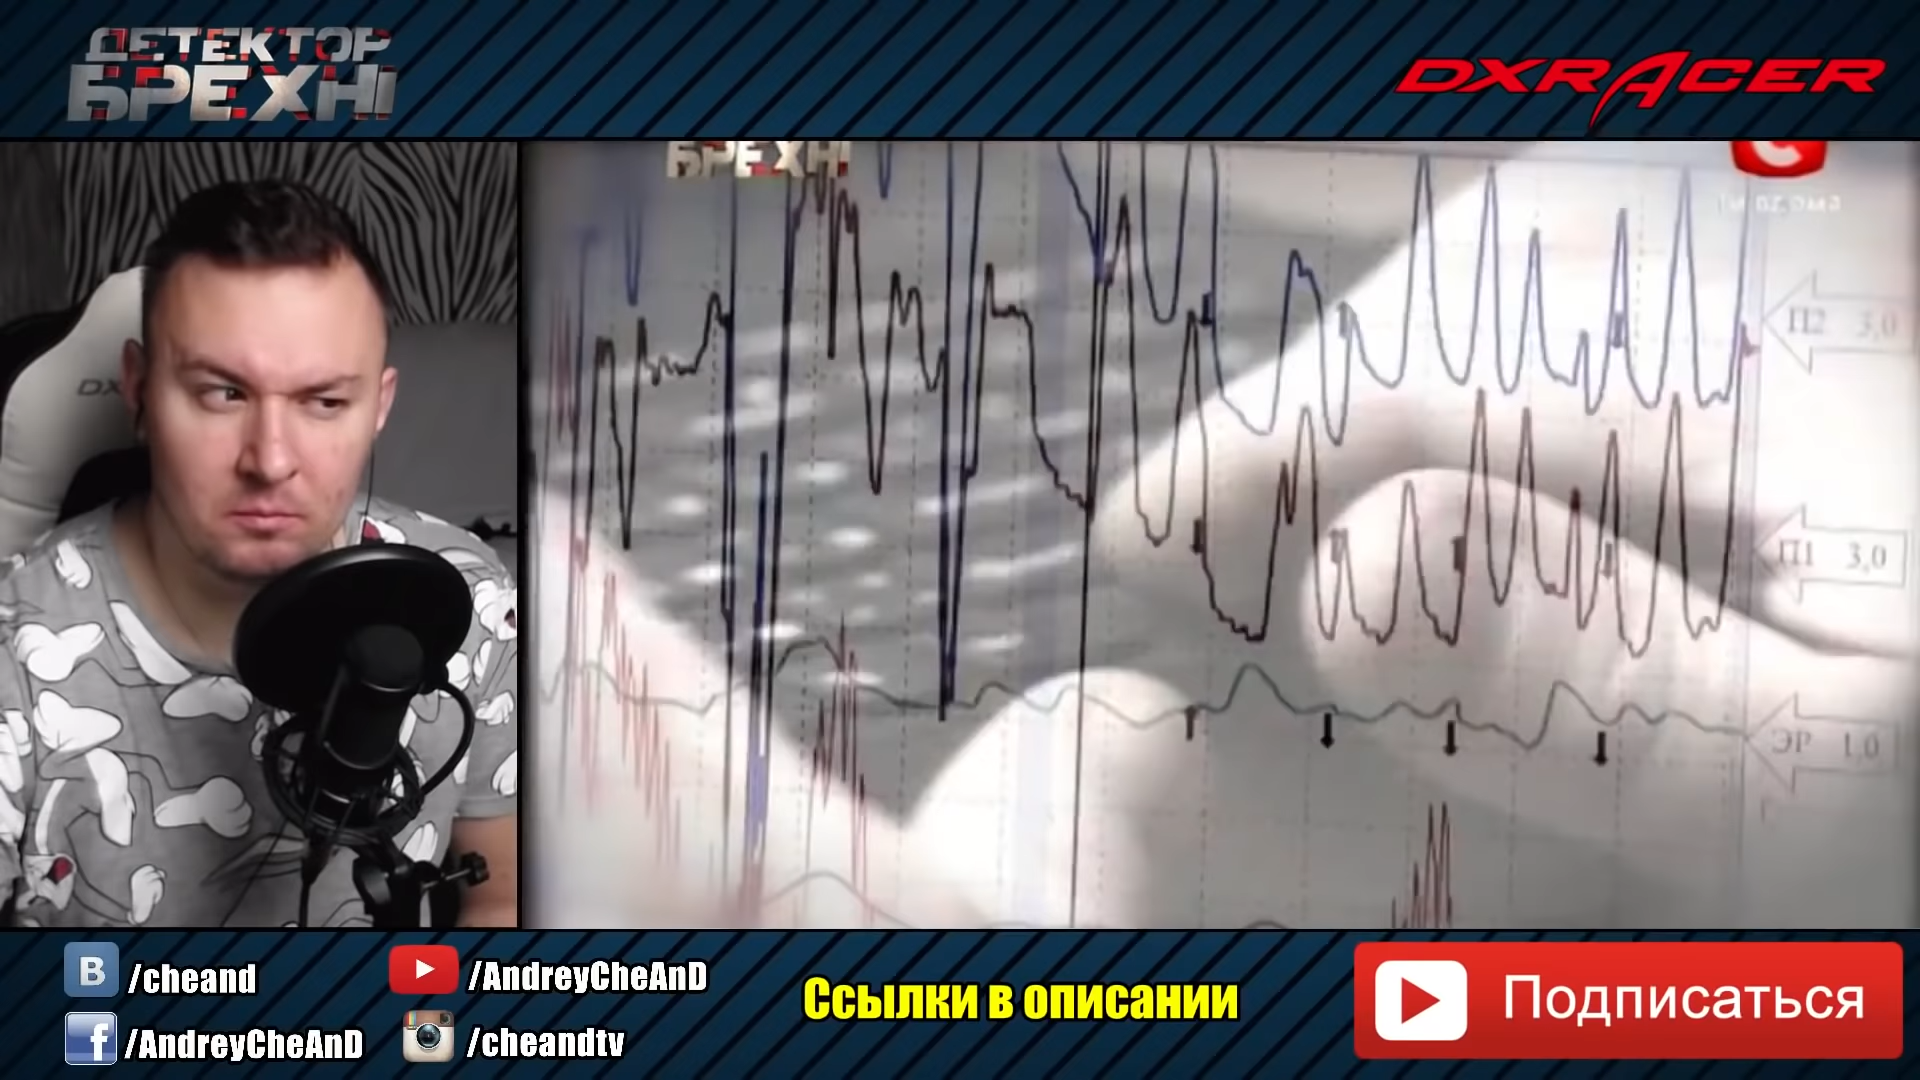 ДЕТЕКТОР
БРЕХНІ
DXRACER
БРЕХНІ
DX
П2 3,0
П1 3,0
ЭР 1,0
/cheand
/AndreyCheAnD
/AndreyCheAnD
/cheandtv
Ссылки в описании
Подписаться